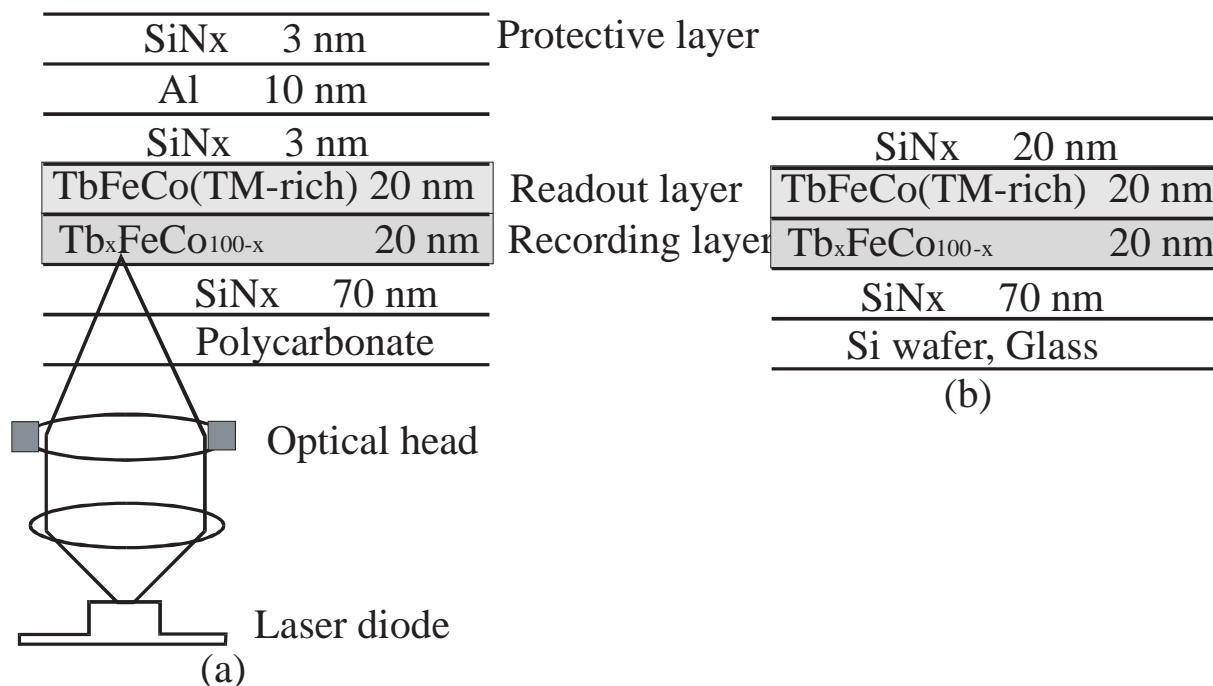 SiNx 3 nm Protective layer
Al 10 nm
SiNx 3 nm
TbFeCo(TM-rich) 20 nm Readout layer
TbxFeCo100-x 20 nm Recording layer
SiNx 70 nm
Polycarbonate
Optical head
Laser diode
(a)
SiNx 20 nm
TbFeCo(TM-rich) 20 nm
TbxFeCo100-x 20 nm
SiNx 70 nm
Si wafer, Glass
(b)